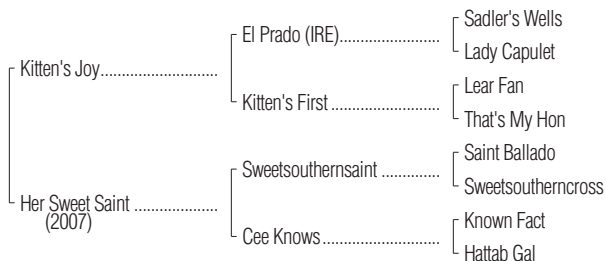 Sadler's Wells
El Prado (IRE)........................
Lady Capulet
Kitten's Joy............................
Lear Fan
Kitten's First ..........................
That's My Hon
Saint Ballado
Sweetsouthernsaint ..............
Sweetsoutherncross
Her Sweet Saint ....................
(2007)
Known Fact
Cee Knows.............................
Hattab Gal